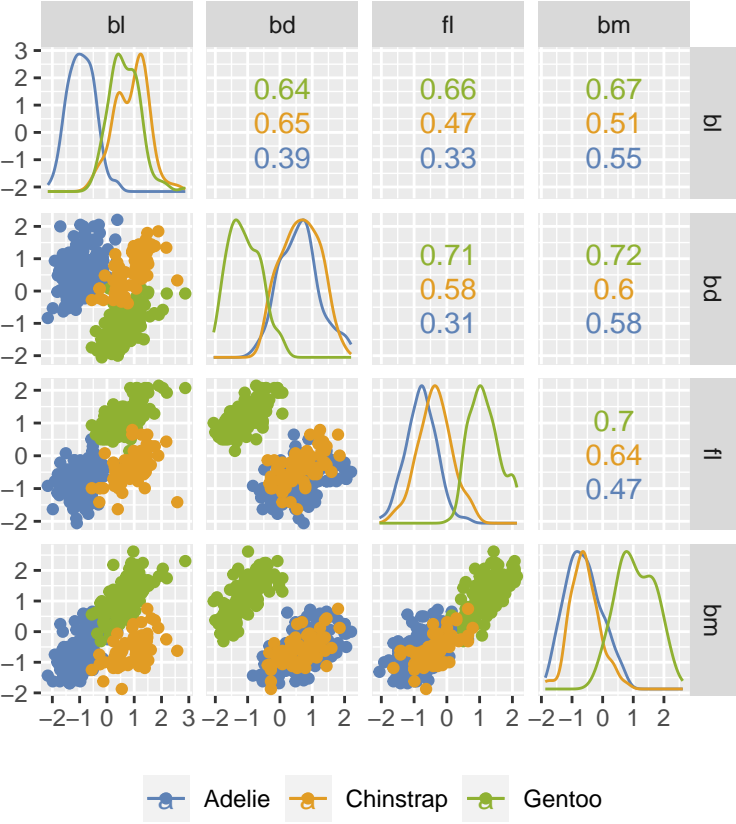 bl bd fl bm
3
2 0.64 0.66 0.67
1 0.65 0.47 0.51
0 0.39 0.33 0.55
−1
−2
bl
2
1 0.71 0.72
0 0.58 0.6
−1 0.31 0.58
−2
bd
2
1 0.7
0 0.64
−1 0.47
−2
fl
2
1
0
−1
−2
bm
−2 −1 0 1 2 3 −2 −1 0 1 2 −2 −1 0 1 2 −2 −1 0 1 2
a Adelie a Chinstrap a Gentoo